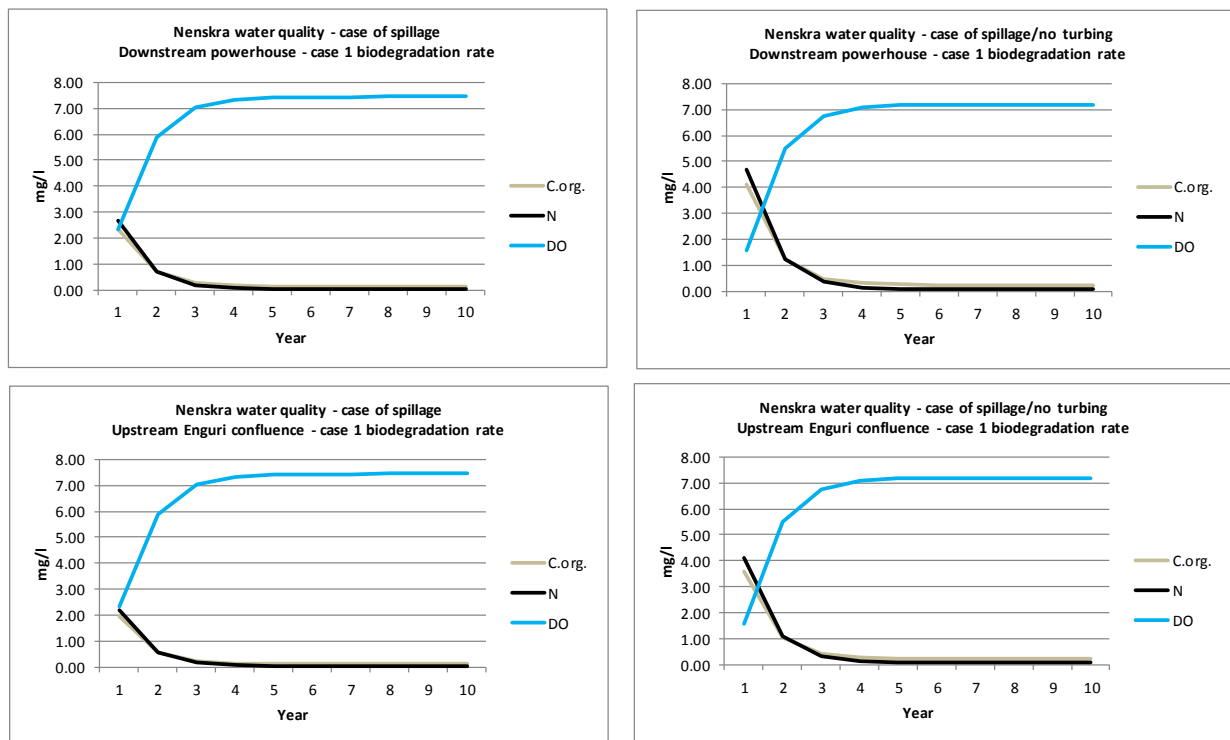 Nenskra water quality - case of spillage
Downstream powerhouse - case 1 biodegradation rate
8.00
7.00
6.00
5.00
4.00
3.00
2.00
1.00
0.00
mg/l
1 2 3 4 5 6 7 8 9 10
Year
C.org.
N
DO
Nenskra water quality - case of spillage/no turbing
Downstream powerhouse - case 1 biodegradation rate
8.00
7.00
6.00
5.00
4.00
3.00
2.00
1.00
0.00
mg/l
1 2 3 4 5 6 7 8 9 10
Year
C.org.
N
DO
Nenskra water quality - case of spillage
Upstream Enguri confluence - case 1 biodegradation rate
8.00
7.00
6.00
5.00
4.00
3.00
2.00
1.00
0.00
mg/l
1 2 3 4 5 6 7 8 9 10
Year
C.org.
N
DO
Nenskra water quality - case of spillage/no turbing
Upstream Enguri confluence - case 1 biodegradation rate
8.00
7.00
6.00
5.00
4.00
3.00
2.00
1.00
0.00
mg/l
1 2 3 4 5 6 7 8 9 10
Year
C.org.
N
DO